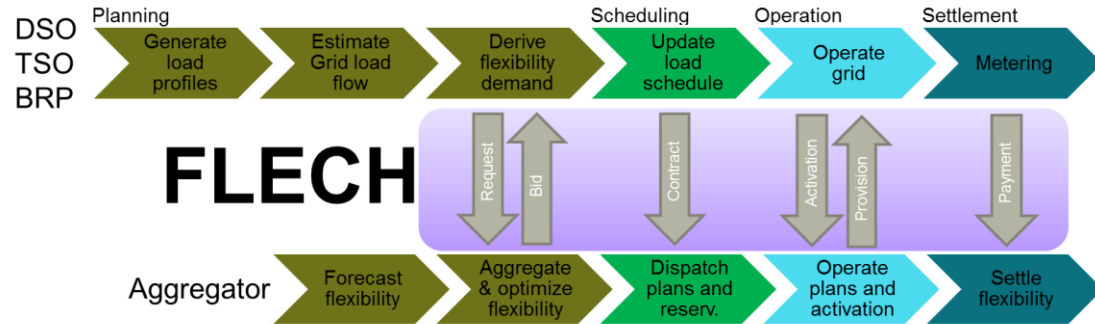 Planning
Scheduling
Operation
Settlement
DSO
TSO
BRP
Generate
load
profiles
Estimate
Grid load
flow
Derive
flexibility
demand
Update
load
schedule
Operate
grid
Metering
FLECH
Request
Bid
Contract
Activation
Provision
Payment
Aggregator
Forecast
flexibility
Aggregate
& optimize
flexibility
Dispatch
plans and
reserv.
Operate
plans and
activation
Settle
flexibility